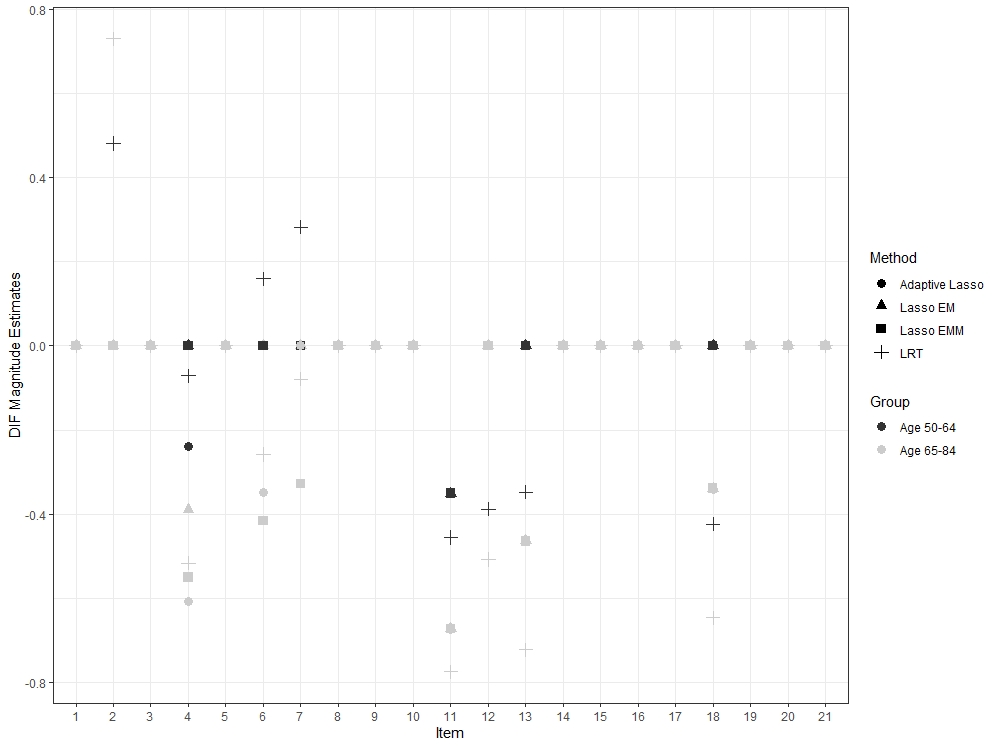 0.8
0.4
0.0
-0.4
-0.8
DIF Magnitude Estimates
1 2 3 4 5 6 7 8 9 10 11 12 13 14 15 16 17 18 19 20 21
Item
Method
Adaptive Lasso
Lasso EM
Lasso EMM
LRT
Group
Age 50-64
Age 65-84